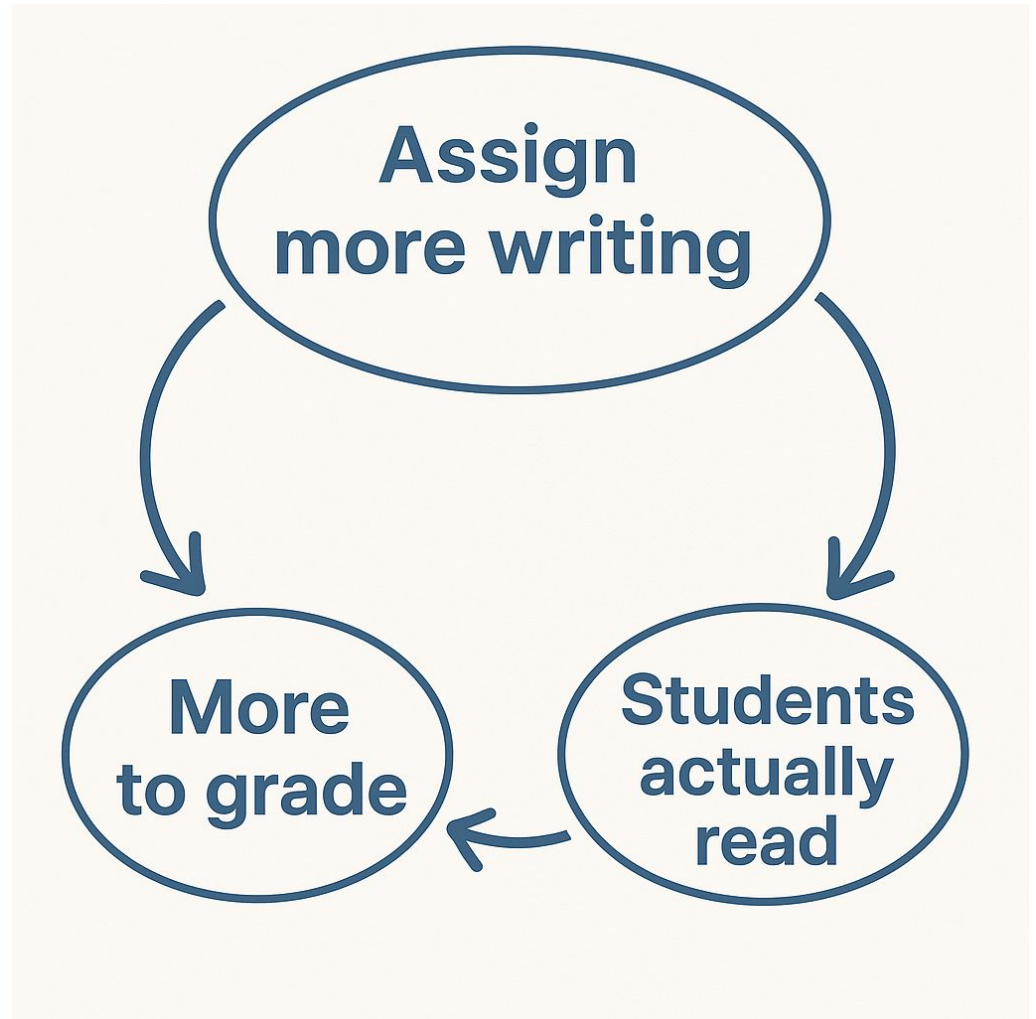 Assign
more writing
More
to grade
Students
actually
read